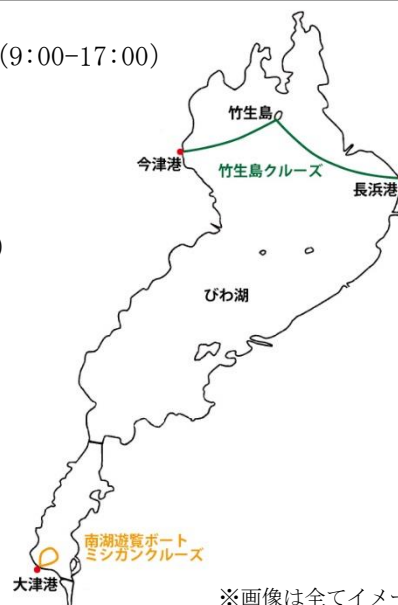 (9:00-17:00)
竹生島
今津港
竹生島クルーズ
長浜港
)
びわ湖
南湖遊覧ボート
ミシガンクルーズ
大津港
※画像は全てイメー